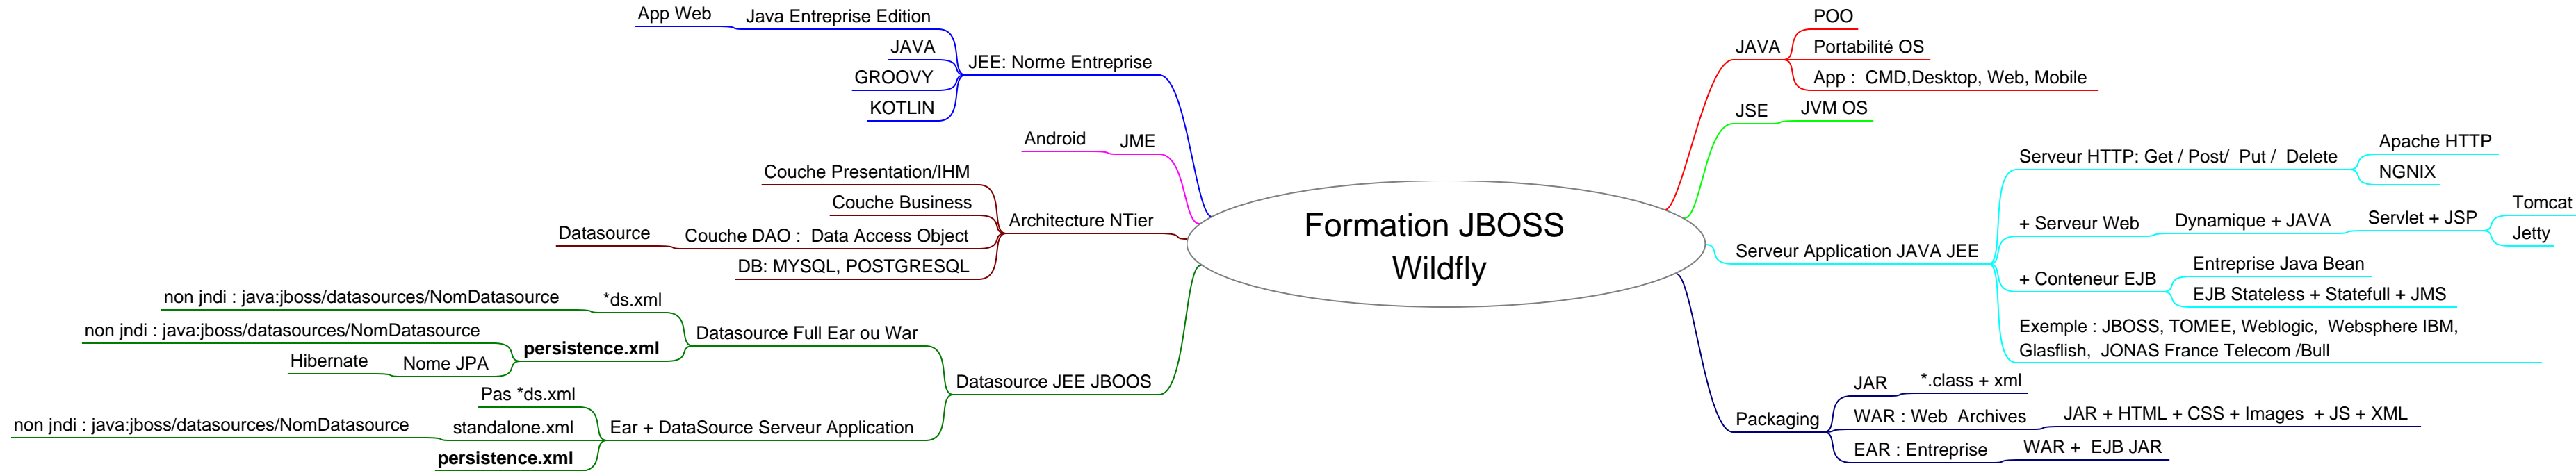 Formation JBOSS
Wildfly
JAVA
POO
Portabilité OS
App :  CMD,Desktop, Web, Mobile
JSE
JVM OS
Serveur Application JAVA JEE
Serveur HTTP: Get / Post/  Put /  Delete
Apache HTTP
NGNIX
+ Serveur Web
Dynamique + JAVA
Servlet + JSP
Tomcat
Jetty
+ Conteneur EJB
Entreprise Java Bean
EJB Stateless + Statefull + JMS
Exemple : JBOSS, TOMEE, Weblogic,  Websphere IBM,
Glasflish,  JONAS France Telecom /Bull
Packaging
JAR
*.class + xml
WAR : Web  Archives
JAR + HTML + CSS + Images  + JS + XML
EAR : Entreprise
WAR +  EJB JAR
JEE: Norme Entreprise
Java Entreprise Edition
App Web
JAVA
GROOVY
KOTLIN
JME
Android
Architecture NTier
Couche Presentation/IHM
Couche Business
Couche DAO :  Data Access Object
Datasource
DB: MYSQL, POSTGRESQL
Datasource JEE JBOOS
Datasource Full Ear ou War
*ds.xml
non jndi : java:jboss/datasources/NomDatasource
persistence.xml
non jndi : java:jboss/datasources/NomDatasource
Nome JPA
Hibernate
Ear + DataSource Serveur Application
Pas *ds.xml
standalone.xml
non jndi : java:jboss/datasources/NomDatasource
persistence.xml